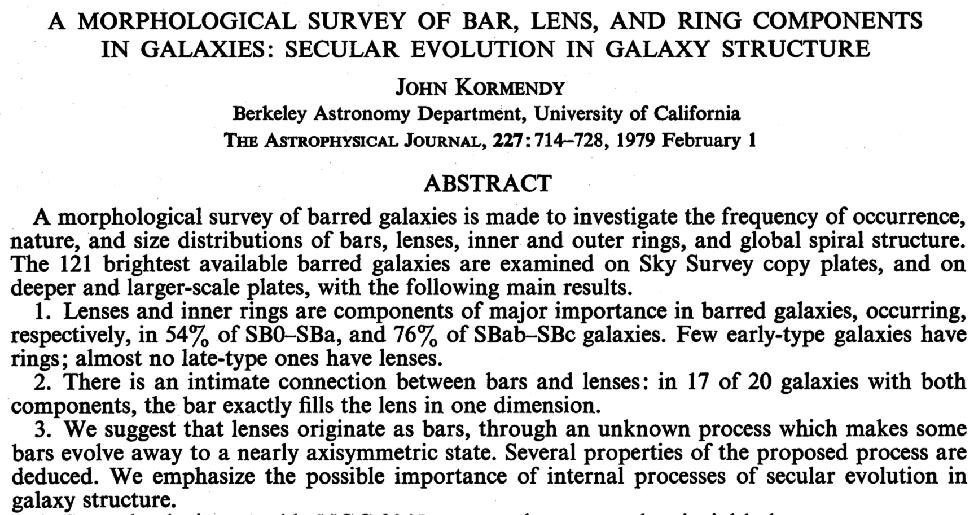 A MORPHOLOGICAL SURVEY OF BAR, LENS, AND RING COMPONENTS
IN GALAXIES: SECULAR EVOLUTION IN GALAXY STRUCTURE
JOHN KORMENDY
Berkeley Astronomy Department, University of California
THE ASTROPHYSICAL JOURNAL, 227:714–728, 1979 February 1
ABSTRACT
A morphological survey of barred galaxies is made to investigate the frequency of occurrence,
nature, and size distributions of bars, lenses, inner and outer rings, and global spiral structure.
The 121 brightest available barred galaxies are examined on Sky Survey copy plates, and on
deeper and larger-scale plates, with the following main results.
1. Lenses and inner rings are components of major importance in barred galaxies, occurring,
respectively, in 54% of SB0–SBa, and 76% of SBab–SBc galaxies. Few early-type galaxies have
rings; almost no late-type ones have lenses.
2. There is an intimate connection between bars and lenses: in 17 of 20 galaxies with both
components, the bar exactly fills the lens in one dimension.
3. We suggest that lenses originate as bars, through an unknown process which makes some
bars evolve away to a nearly axisymmetric state. Several properties of the proposed process are
deduced. We emphasize the possible importance of internal processes of secular evolution in
galaxy structure.